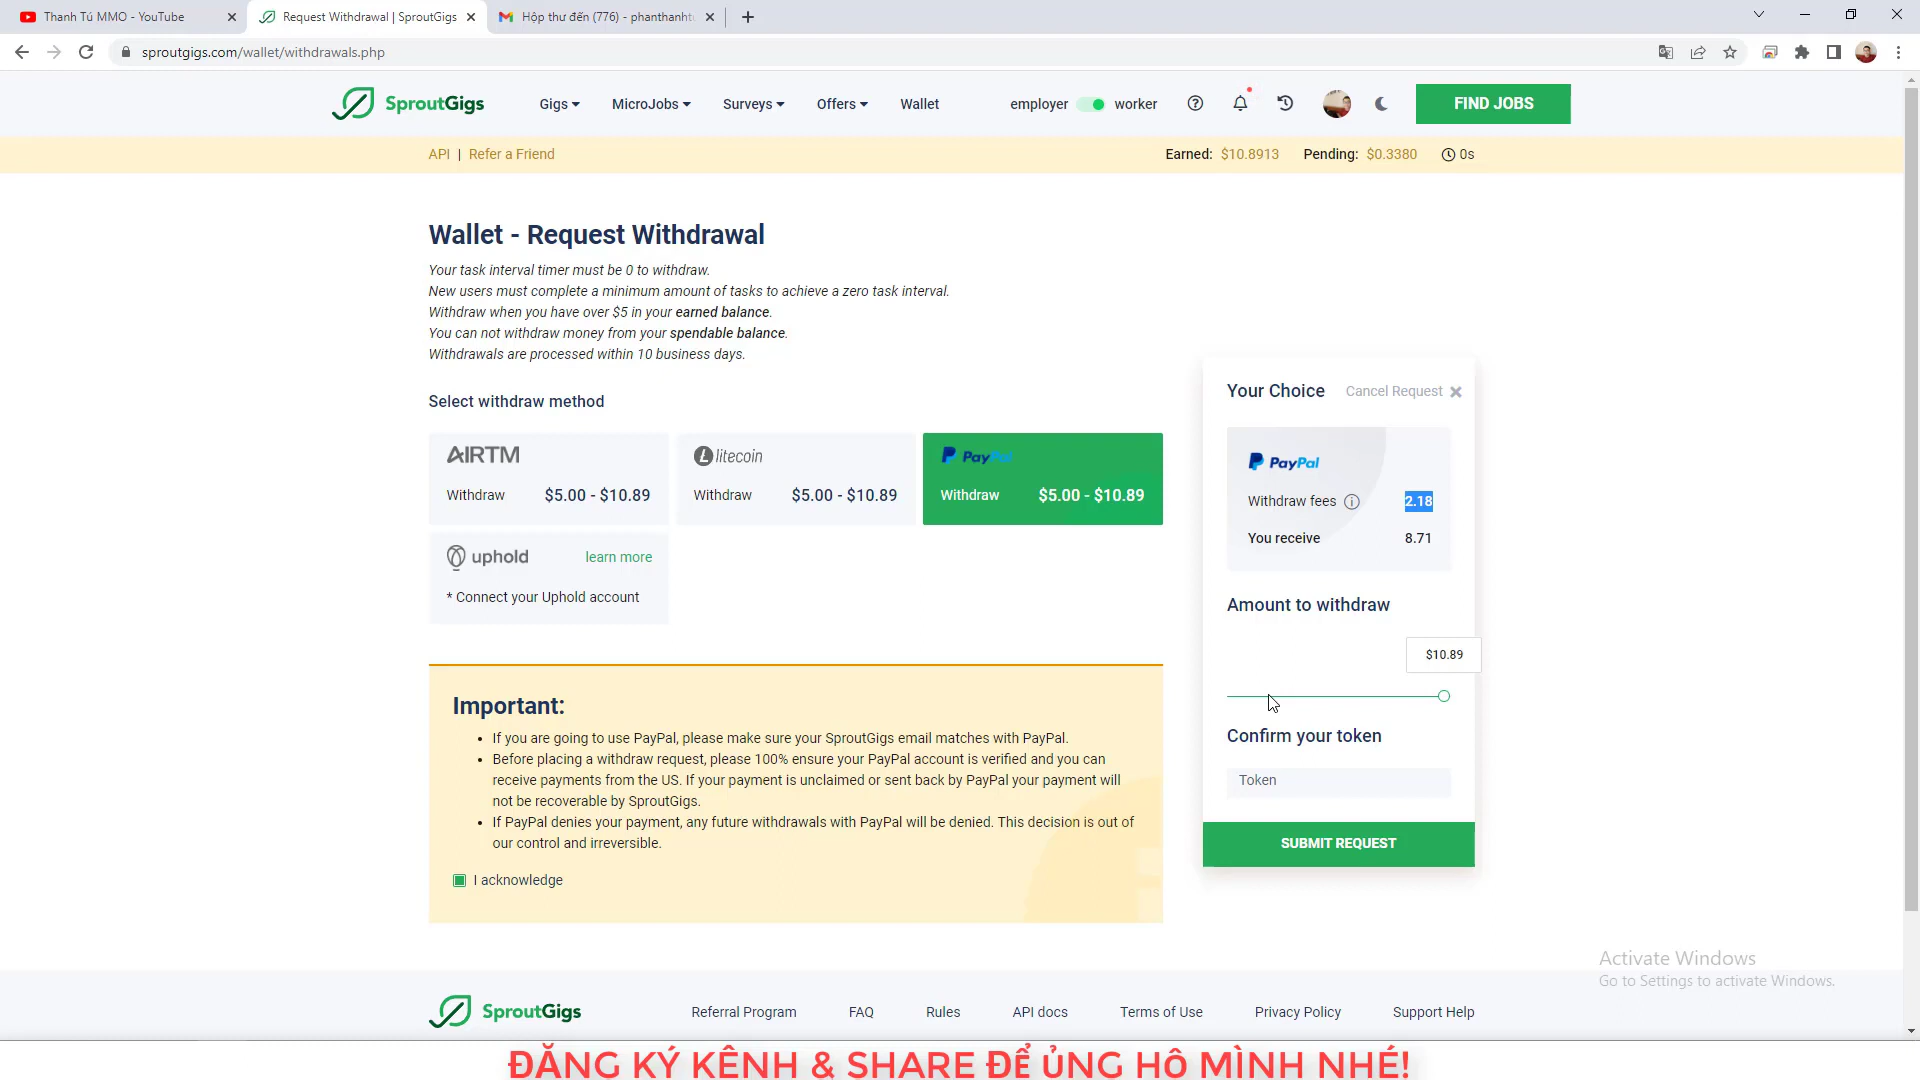 Thanh Tú MMO - YouTube
Request Withdrawal | SproutGigs
Hộp thư đến (776) - phanthanht
sproutgigs.com/wallet/withdrawals.php
SproutGigs
Gigs
MicroJobs
Surveys
Offers
Wallet
employer
worker
FIND JOBS
API | Refer a Friend
Earned: $10.8913
Pending: $0.3380
0s
Wallet - Request Withdrawal
Your task interval timer must be 0 to withdraw.
New users must complete a minimum amount of tasks to achieve a zero task interval.
Withdraw when you have over $5 in your earned balance.
You can not withdraw money from your spendable balance.
Withdrawals are processed within 10 business days.
Select withdraw method
AIRTM
Withdraw $5.00 - $10.89
litecoin
Withdraw $5.00 - $10.89
PayPal
Withdraw $5.00 - $10.89
uphold
learn more
* Connect your Uphold account
Your Choice
Cancel Request
PayPal
Withdraw fees 2.18
You receive 8.71
Amount to withdraw
$10.89
Confirm your token
Token
SUBMIT REQUEST
Important:
If you are going to use PayPal, please make sure your SproutGigs email matches with PayPal.
Before placing a withdraw request, please 100% ensure your PayPal account is verified and you can
receive payments from the US. If your payment is unclaimed or sent back by PayPal your payment will
not be recoverable by SproutGigs.
If PayPal denies your payment, any future withdrawals with PayPal will be denied. This decision is out of
our control and irreversible.
I acknowledge
Activate Windows
Go to Settings to activate Windows.
SproutGigs
Referral Program
FAQ
Rules
API docs
Terms of Use
Privacy Policy
Support Help
ĐĂNG KÝ KÊNH & SHARE ĐỂ ỦNG HÔ MÌNH NHÉ!